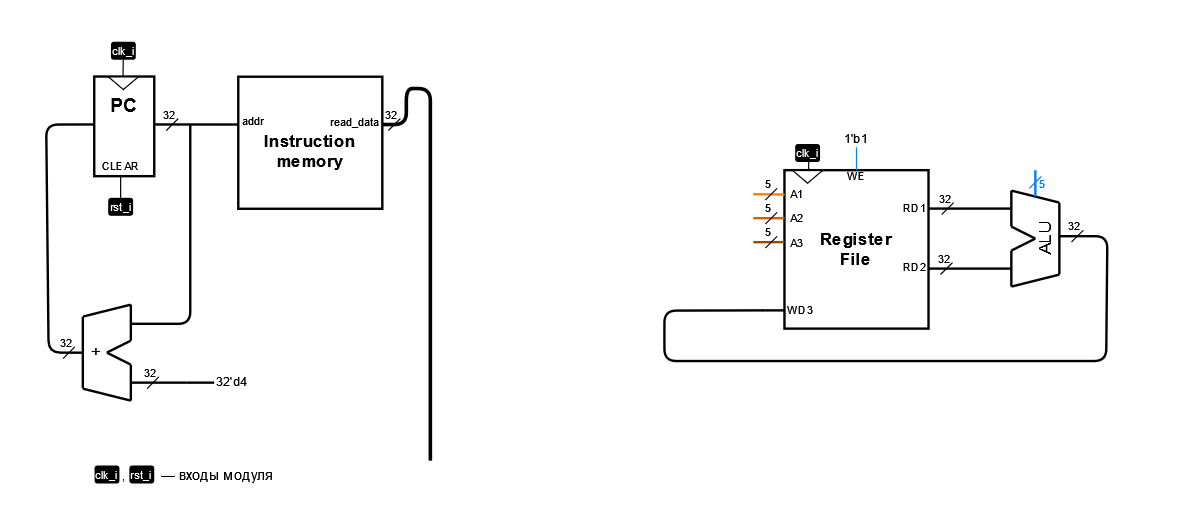 clk_i
PC
CLEAR
rst_i
32
addr
read_data
32
Instruction
memory
32
+
32
32'd4
clk_i , rst_i — входы модуля
1'b1
clk_i
WE
5
A1
5
A2
5
A3
Register
File
RD1
32
RD2
32
WD3
5
ALU
32